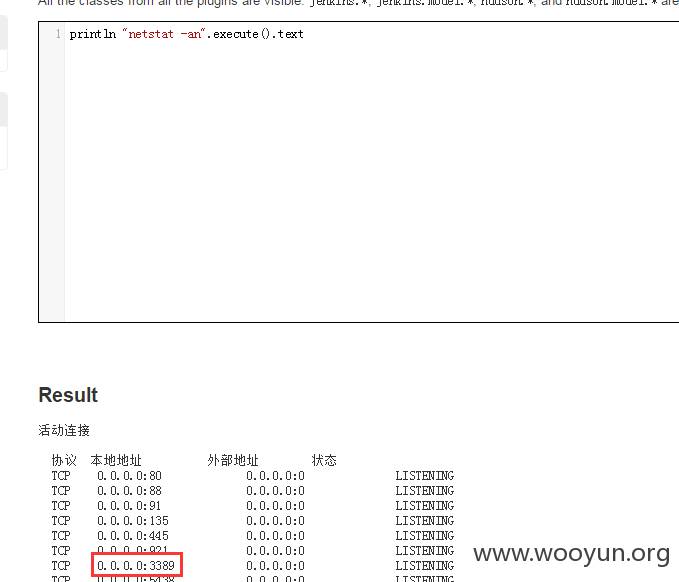 All the classes from all the plugins are visible. jenkins.*, jenkins.model.*, hudson.*, and hudson.model.* are
1 println "netstat -an".execute().text
Result
活动连接
协议 本地地址 外部地址 状态
TCP 0.0.0.0:80 0.0.0.0:0 LISTENING
TCP 0.0.0.0:88 0.0.0.0:0 LISTENING
TCP 0.0.0.0:91 0.0.0.0:0 LISTENING
TCP 0.0.0.0:135 0.0.0.0:0 LISTENING
TCP 0.0.0.0:445 0.0.0.0:0 LISTENING
TCP 0.0.0.0:921 0.0.0.0:0 LISTENING
TCP 0.0.0.0:3389 0.0.0.0:0 LISTENING
TCP 0.0.0.0:5438 0.0.0.0:0 LISTENING
www.wooyun.org